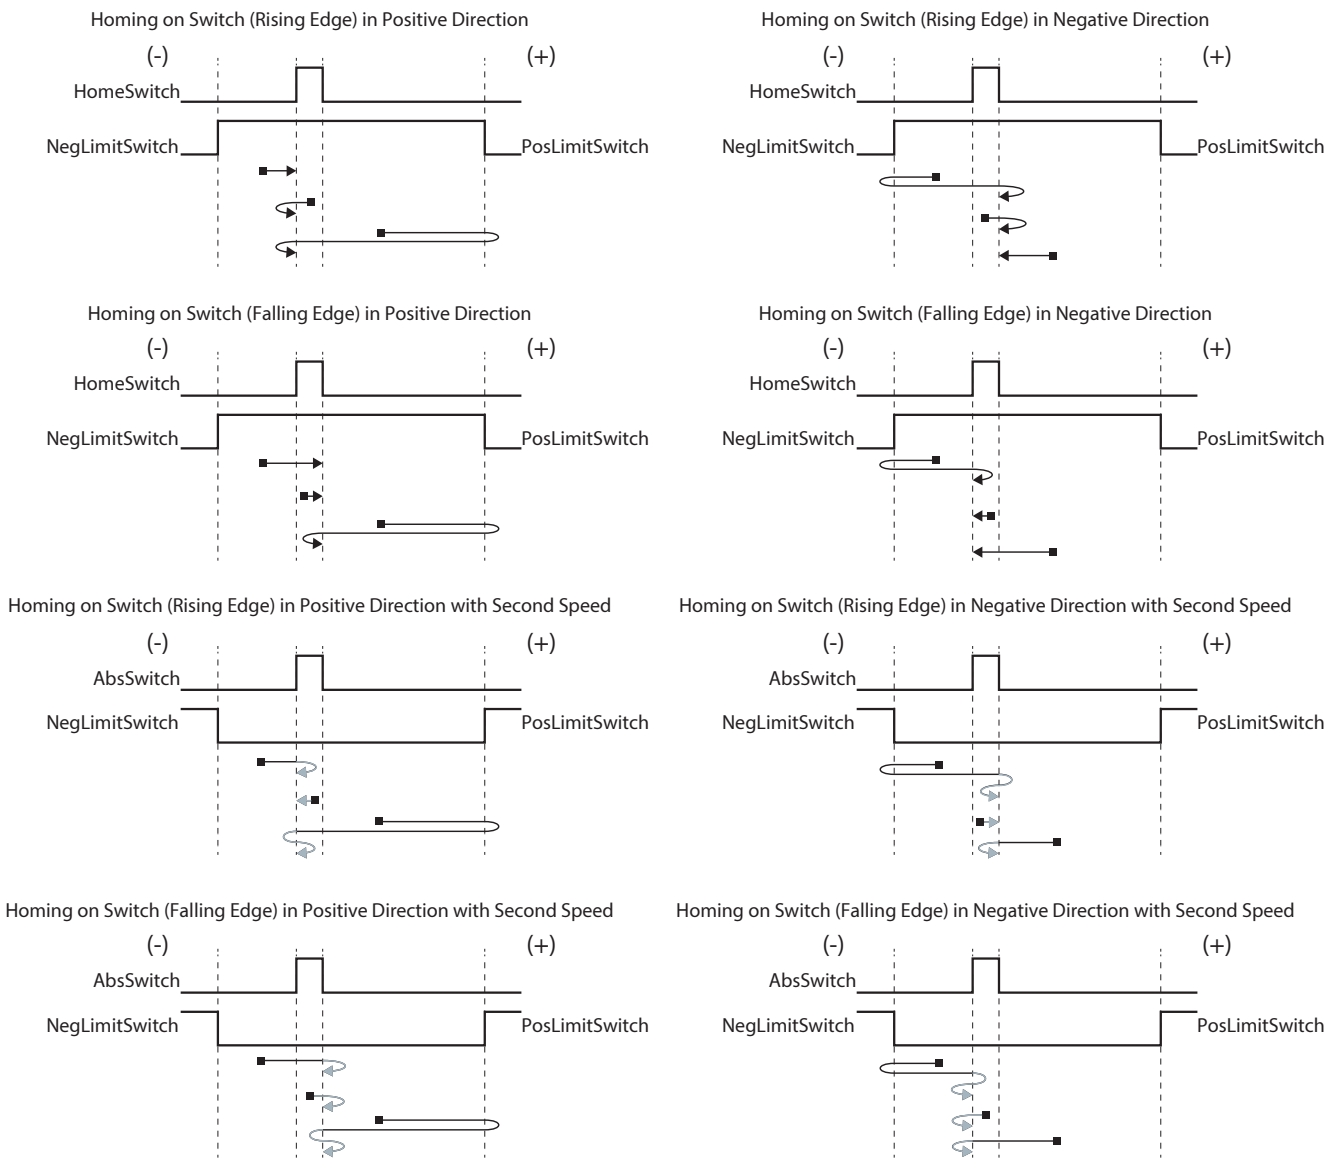 Homing on Switch (Rising Edge) in Positive Direction
(-) (+)
HomeSwitch
NegLimitSwitch PosLimitSwitch
Homing on Switch (Rising Edge) in Negative Direction
(-) (+)
HomeSwitch
NegLimitSwitch PosLimitSwitch
Homing on Switch (Falling Edge) in Positive Direction
(-) (+)
HomeSwitch
NegLimitSwitch PosLimitSwitch
Homing on Switch (Falling Edge) in Negative Direction
(-) (+)
HomeSwitch
NegLimitSwitch PosLimitSwitch
Homing on Switch (Rising Edge) in Positive Direction with Second Speed
(-) (+)
AbsSwitch
NegLimitSwitch PosLimitSwitch
Homing on Switch (Rising Edge) in Negative Direction with Second Speed
(-) (+)
AbsSwitch
NegLimitSwitch PosLimitSwitch
Homing on Switch (Falling Edge) in Positive Direction with Second Speed
(-) (+)
AbsSwitch
NegLimitSwitch PosLimitSwitch
Homing on Switch (Falling Edge) in Negative Direction with Second Speed
(-) (+)
AbsSwitch
NegLimitSwitch PosLimitSwitch